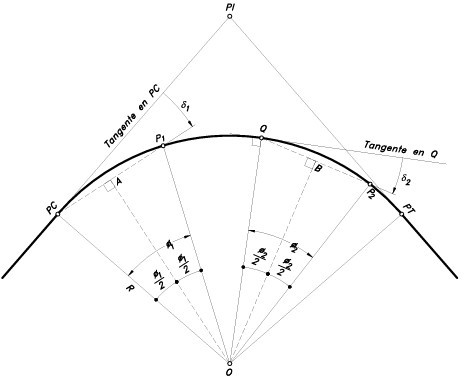 PI
Tangente en PC
δ1
P1
Q
Tangente en Q
A
B
δ2
P2
PC
PT
ø1
ø2
ø1/2
ø1/2
ø2/2
ø2/2
R
O